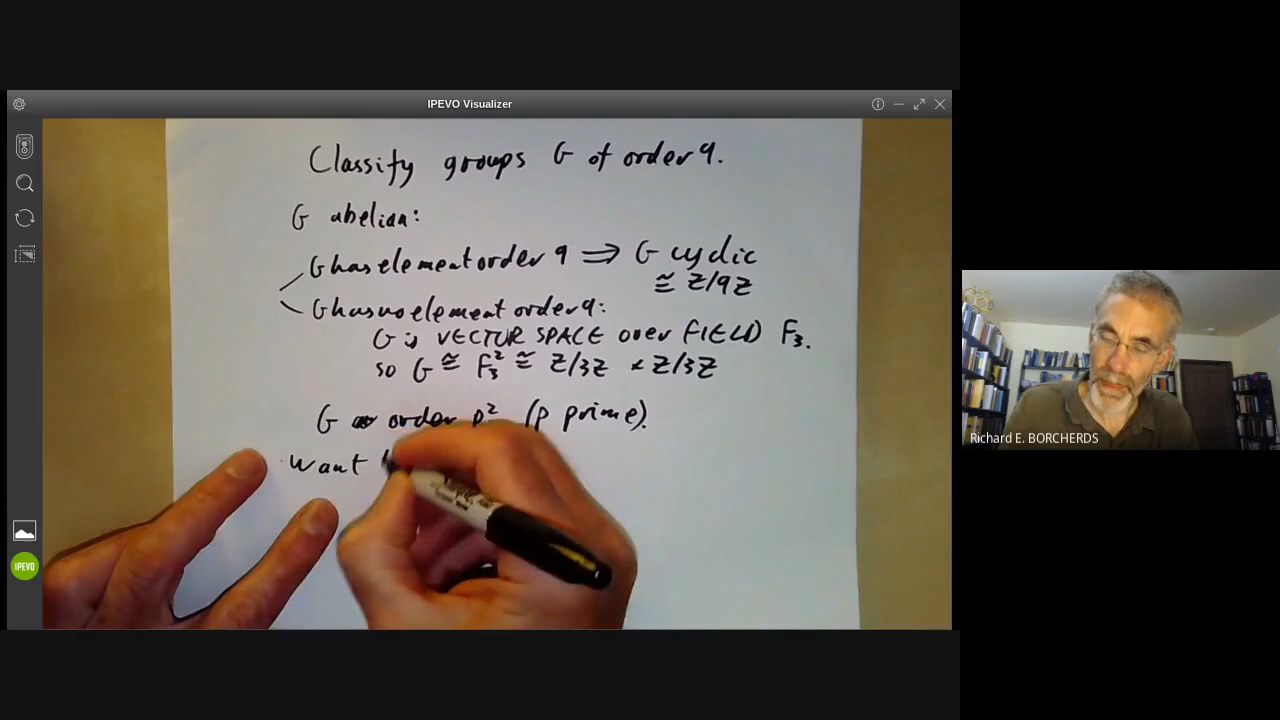 IPEVO Visualizer
Classify groups G of order 9.
G abelian:
G has element order 9 ⇒ G cyclic
≅ Z/9Z
G has no element order 9:
G is VECTOR SPACE over FIELD F₃.
so G ≅ F₃² ≅ Z/3Z × Z/3Z
G order p² (p prime).
Want
IPEVO
Richard E. BORCHERDS